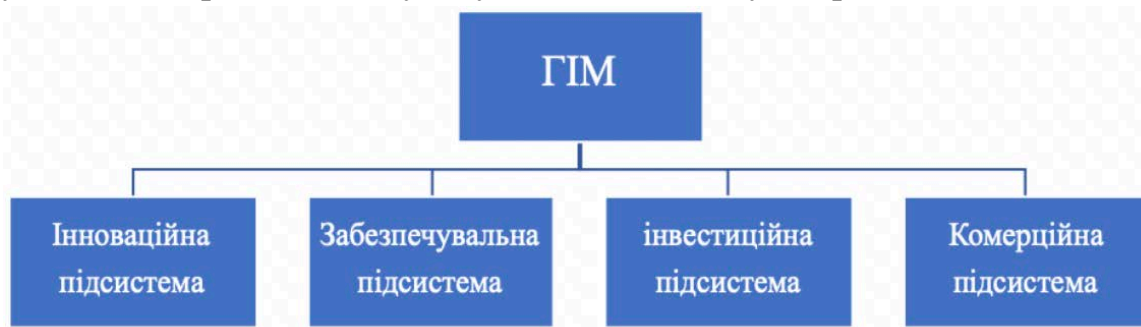 ГІМ
Інноваційна
підсистема
Забезпечувальна
підсистема
інвестиційна
підсистема
Комерційна
підсистема